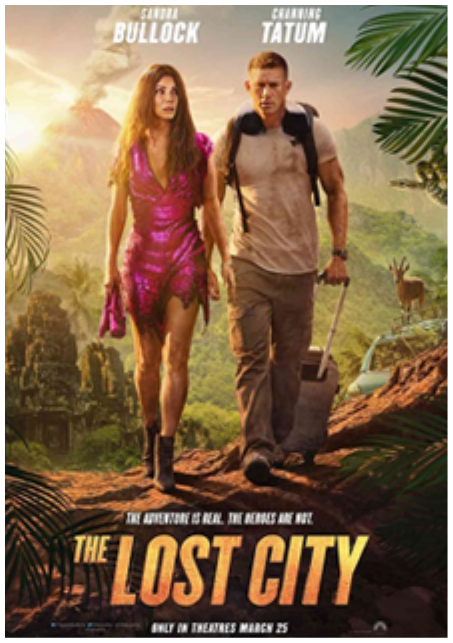 SANDRA
BULLOCK
CHANNING
TATUM
THE ADVENTURE IS REAL. THE HEROES ARE NOT.
THE LOST CITY
ONLY IN THEATRES MARCH 25